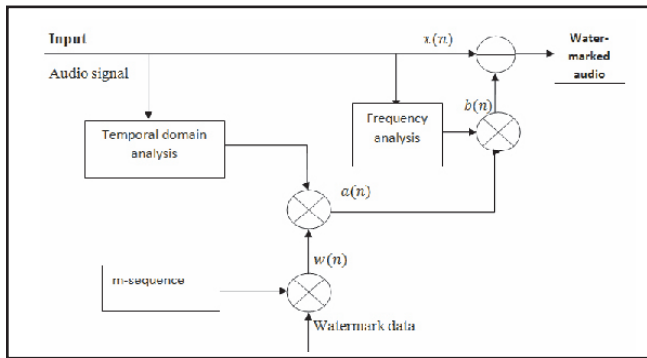 Input
x(n)
Water-
marked
audio
Audio signal
b(n)
Temporal domain
analysis
Frequency
analysis
a(n)
w(n)
m-sequence
Watermark data